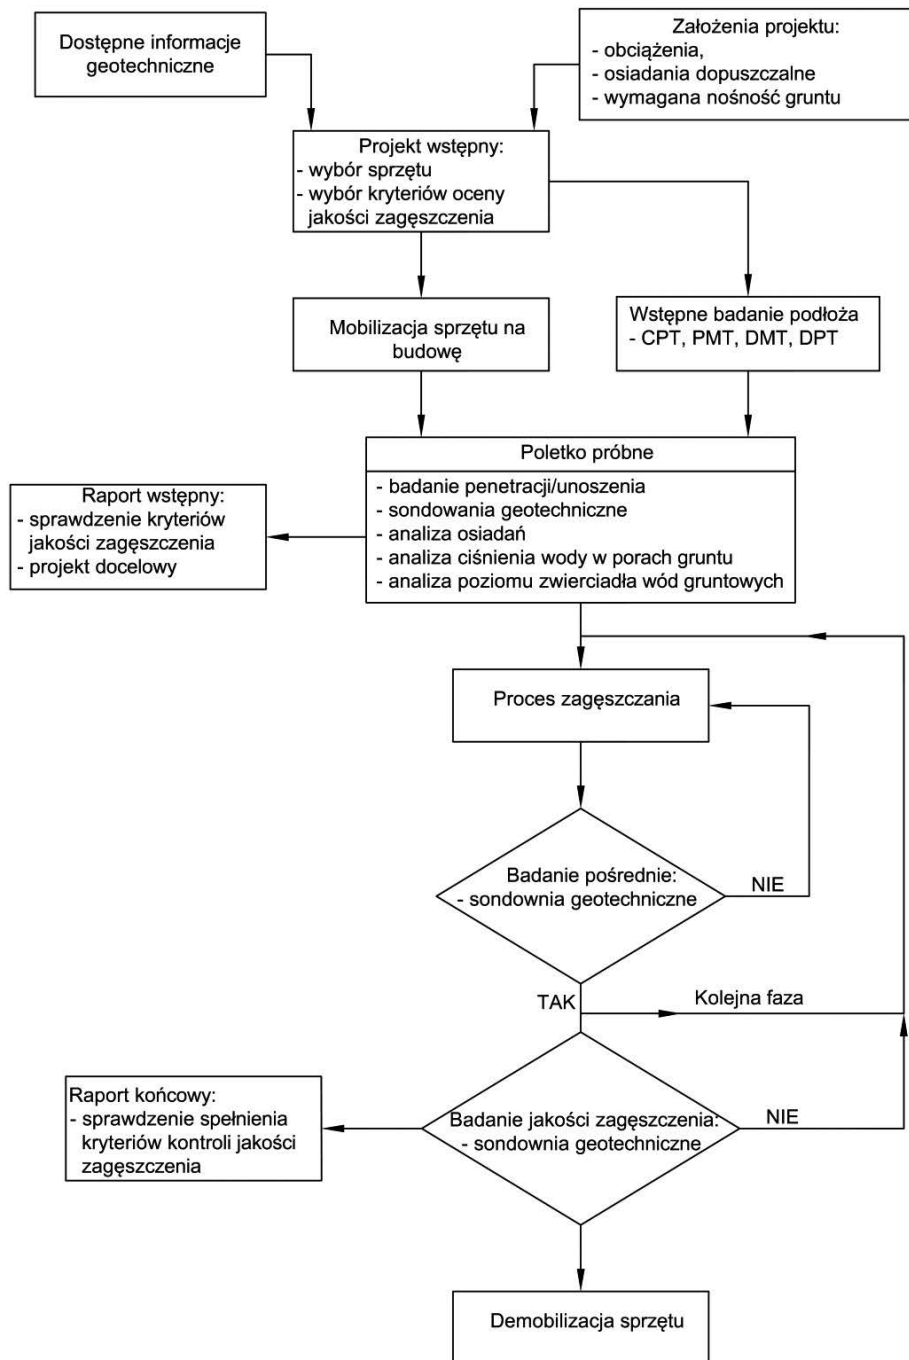 Dostępne informacje
geotechniczne
Założenia projektu:
- obciążenia,
- osiadania dopuszczalne
- wymagana nośność gruntu
Projekt wstępny:
- wybór sprzętu
- wybór kryteriów oceny
jakości zagęszczenia
Mobilizacja sprzętu na
budowę
Wstępne badanie podłoża
- CPT, PMT, DMT, DPT
Poletko próbne
- badanie penetracji/unoszenia
- sondowania geotechniczne
- analiza osiadań
- analiza ciśnienia wody w porach gruntu
- analiza poziomu zwierciadła wód gruntowych
Raport wstępny:
- sprawdzenie kryteriów
jakości zagęszczenia
- projekt docelowy
Proces zagęszczania
Badanie pośrednie:
- sondownia geotechniczne
NIE
TAK
Kolejna faza
Badanie jakości zagęszczenia:
- sondownia geotechniczne
NIE
Raport końcowy:
- sprawdzenie spełnienia
kryteriów kontroli jakości
zagęszczenia
Demobilizacja sprzętu